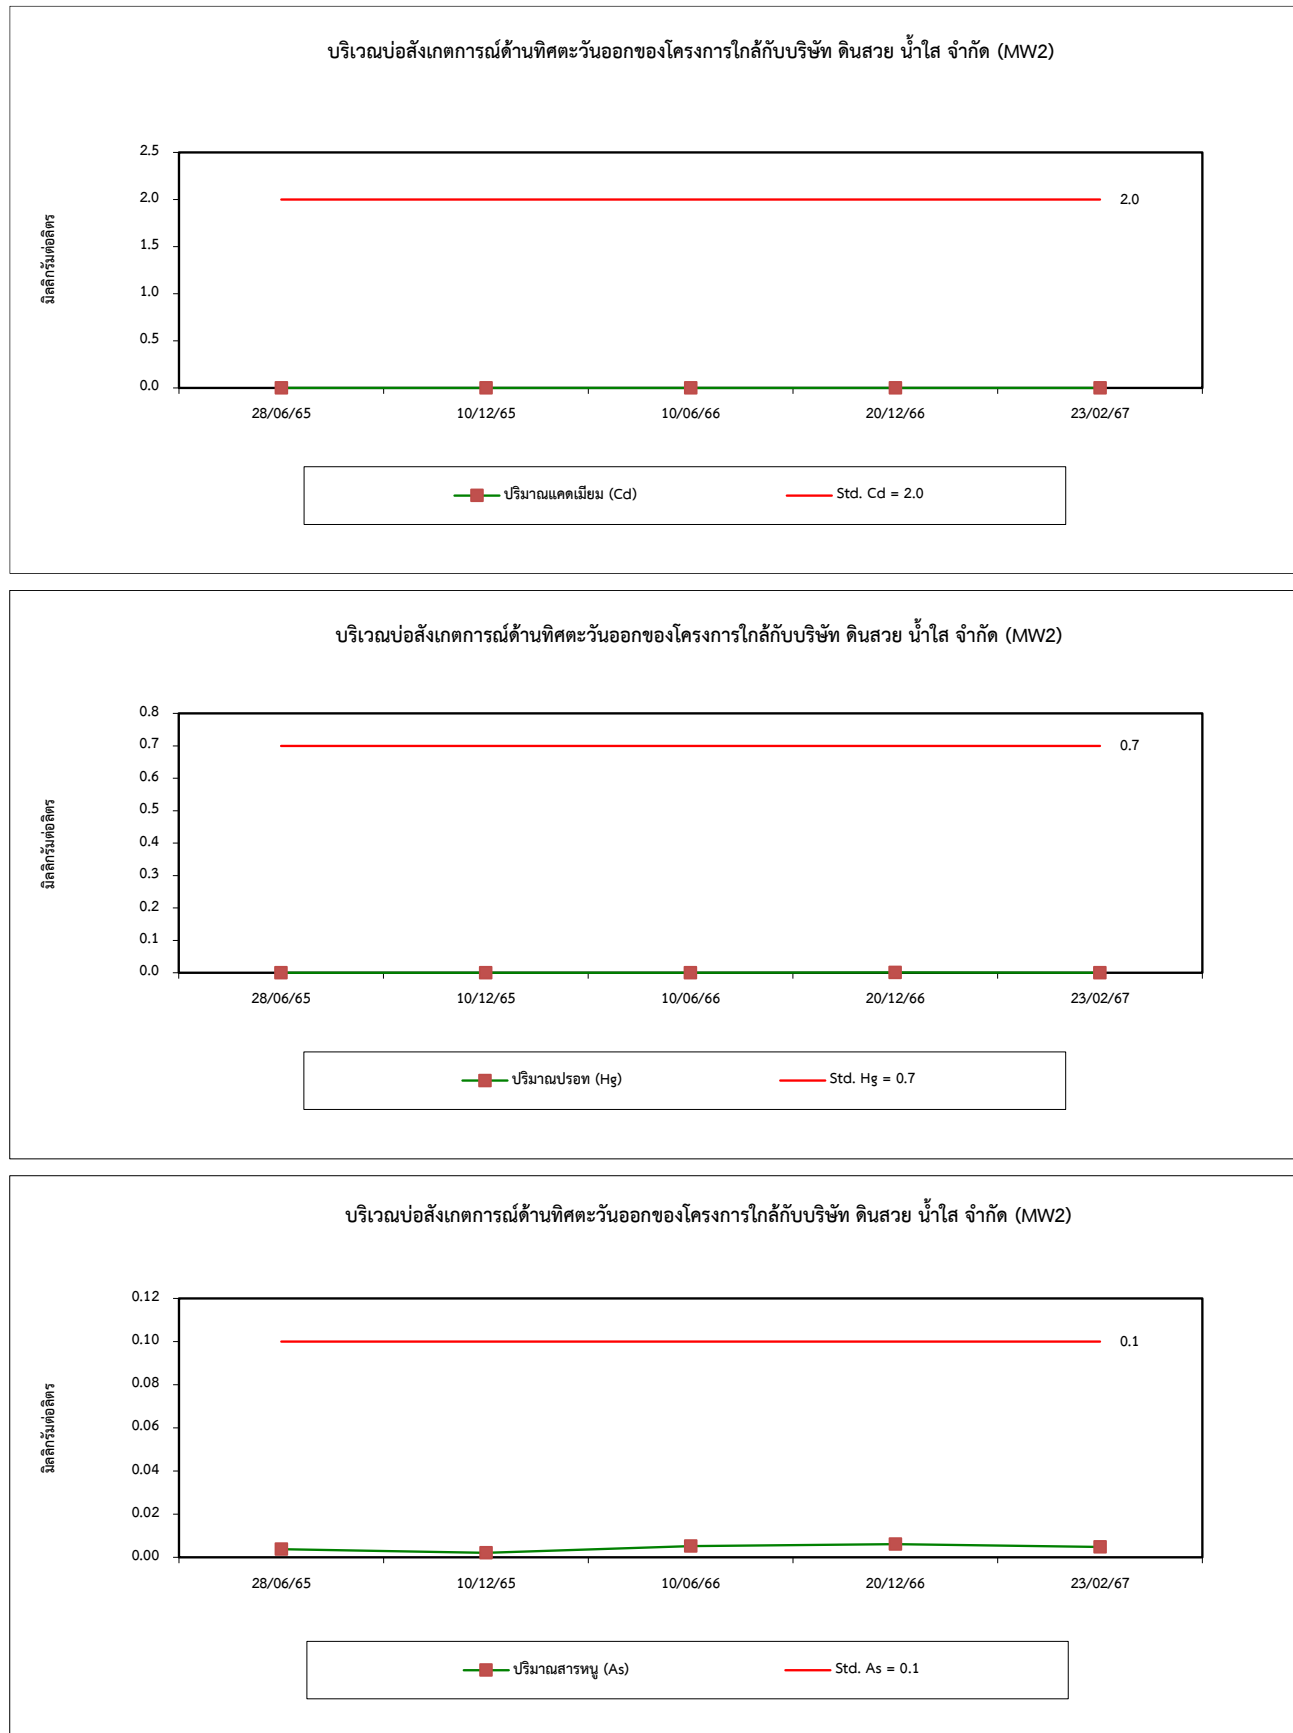 บริเวณบ่อสังเกตการณ์ด้านทิศตะวันออกของโครงการใกล้กับบริษัท ดินสวย น้ำใส จำกัด (MW2)
มิลลิกรัมต่อลิตร
2.5
2.0
1.5
1.0
0.5
0.0
2.0
28/06/65 10/12/65 10/06/66 20/12/66 23/02/67
ปริมาณแคดเมียม (Cd) Std. Cd = 2.0
บริเวณบ่อสังเกตการณ์ด้านทิศตะวันออกของโครงการใกล้กับบริษัท ดินสวย น้ำใส จำกัด (MW2)
มิลลิกรัมต่อลิตร
0.8
0.7
0.6
0.5
0.4
0.3
0.2
0.1
0.0
0.7
28/06/65 10/12/65 10/06/66 20/12/66 23/02/67
ปริมาณปรอท (Hg) Std. Hg = 0.7
บริเวณบ่อสังเกตการณ์ด้านทิศตะวันออกของโครงการใกล้กับบริษัท ดินสวย น้ำใส จำกัด (MW2)
มิลลิกรัมต่อลิตร
0.12
0.10
0.08
0.06
0.04
0.02
0.00
0.1
28/06/65 10/12/65 10/06/66 20/12/66 23/02/67
ปริมาณสารหนู (As) Std. As = 0.1